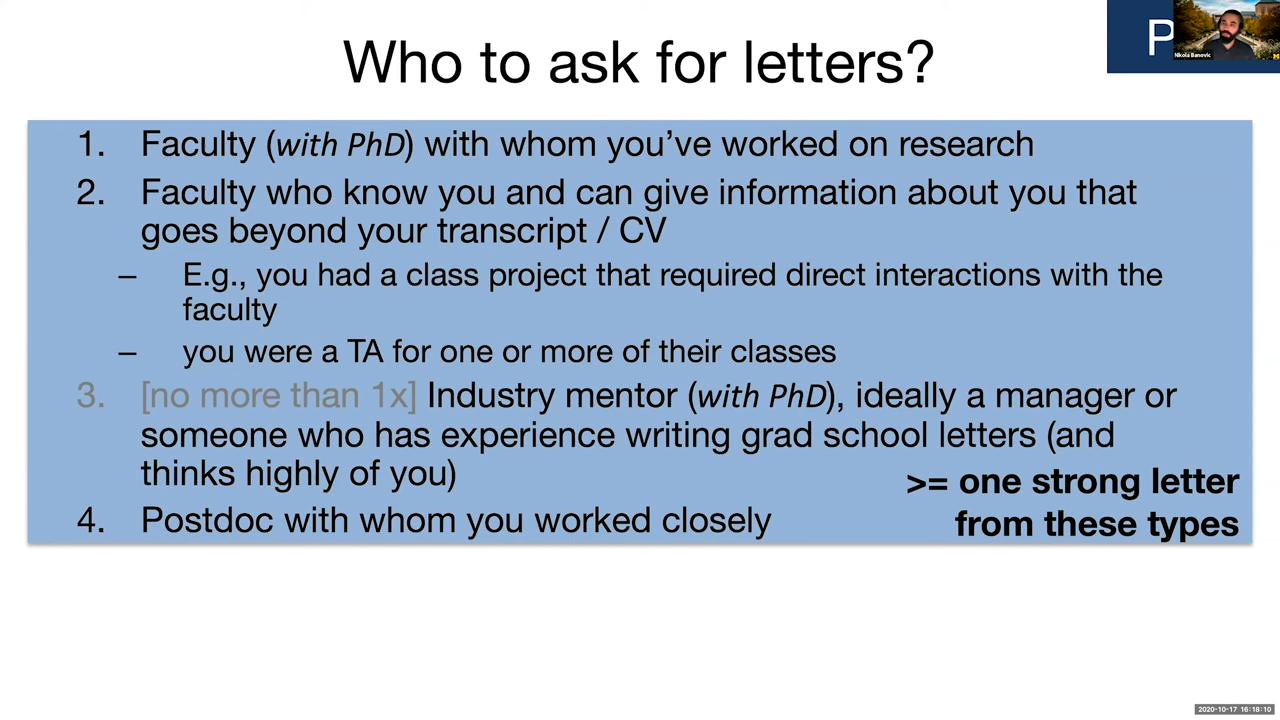 Who to ask for letters?
P
Nikola Banovic
1. Faculty (with PhD) with whom you’ve worked on research
2. Faculty who know you and can give information about you that
goes beyond your transcript / CV
– E.g., you had a class project that required direct interactions with the
faculty
– you were a TA for one or more of their classes
3. [no more than 1x] Industry mentor (with PhD), ideally a manager or
someone who has experience writing grad school letters (and
thinks highly of you)
>= one strong letter
4. Postdoc with whom you worked closely
from these types
2020-10-17 16:18:10